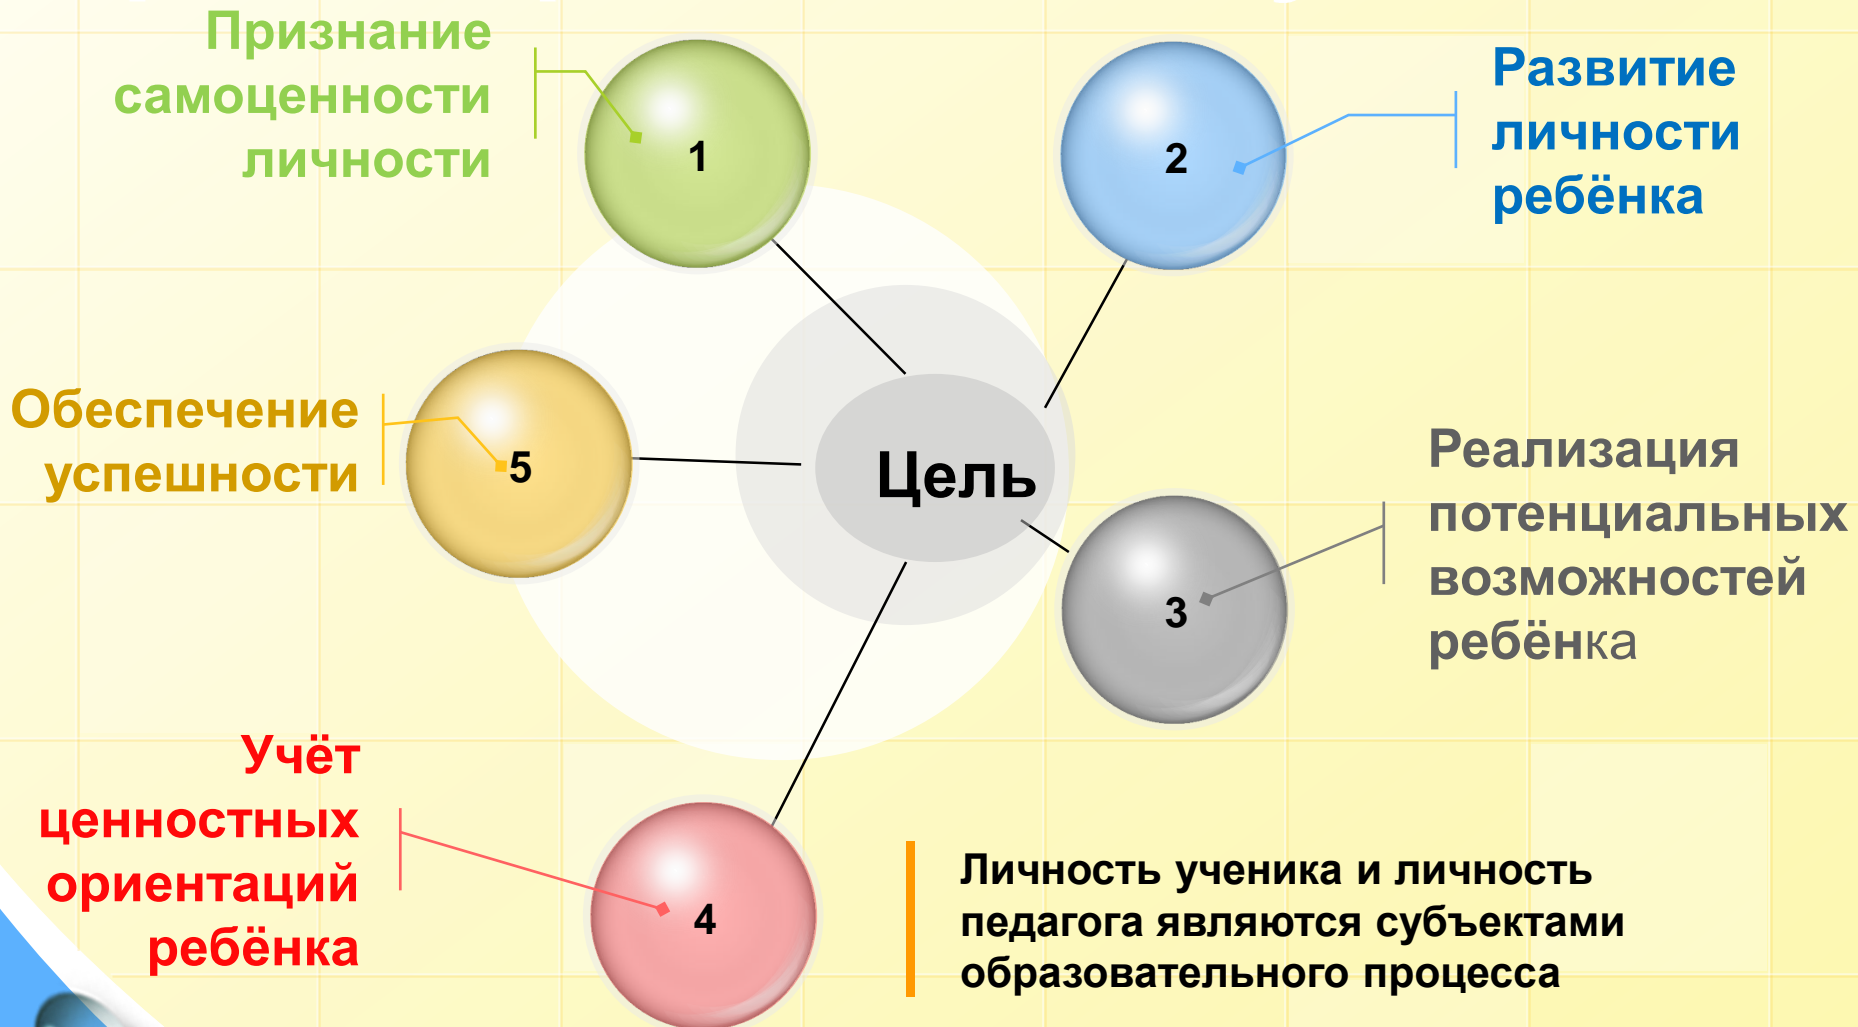 Признание
самоценности
личности
1
2
Развитие
личности
ребёнка
Обеспечение
успешности
5
Цель
3
Реализация
потенциальных
возможностей
ребёнка
Учёт
ценностных
ориентаций
ребёнка
4
Личность ученика и личность
педагога являются субъектами
образовательного процесса